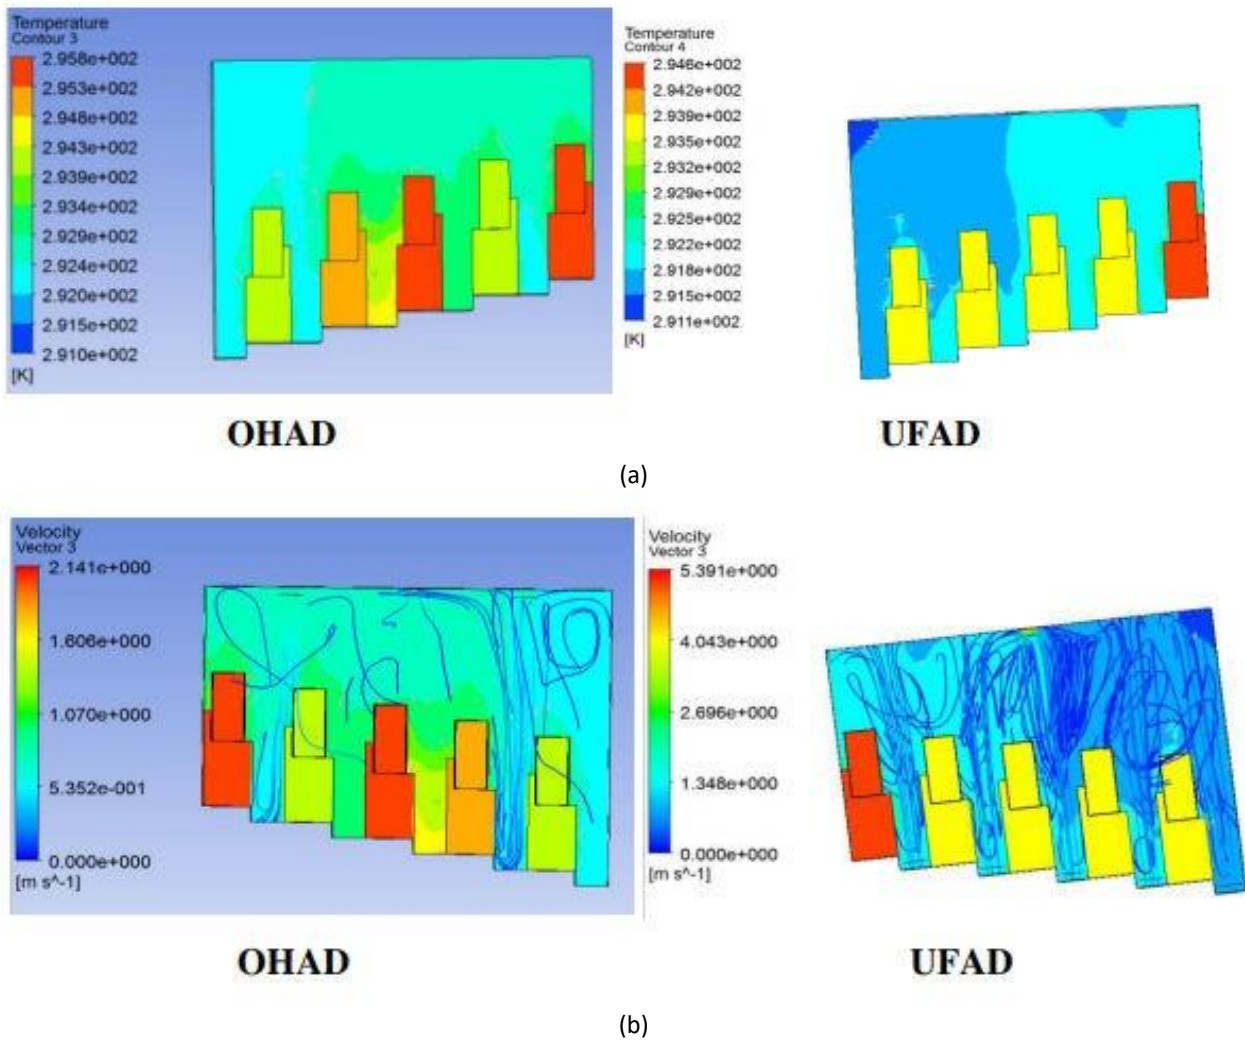 Temperature
Contour 3
2.958e+002
2.953e+002
2.948e+002
2.943e+002
2.939e+002
2.934e+002
2.929e+002
2.924e+002
2.920e+002
2.915e+002
2.910e+002
[K]
Temperature
Contour 4
2.946e+002
2.942e+002
2.939e+002
2.935e+002
2.932e+002
2.929e+002
2.925e+002
2.922e+002
2.918e+002
2.915e+002
2.911e+002
[K]
OHAD
UFAD
(a)
Velocity
Vector 3
2.141e+000
1.606e+000
1.070e+000
5.352e-001
0.000e+000
[m s^-1]
Velocity
Vector 3
5.391e+000
4.043e+000
2.696e+000
1.348e+000
0.000e+000
[m s^-1]
OHAD
UFAD
(b)